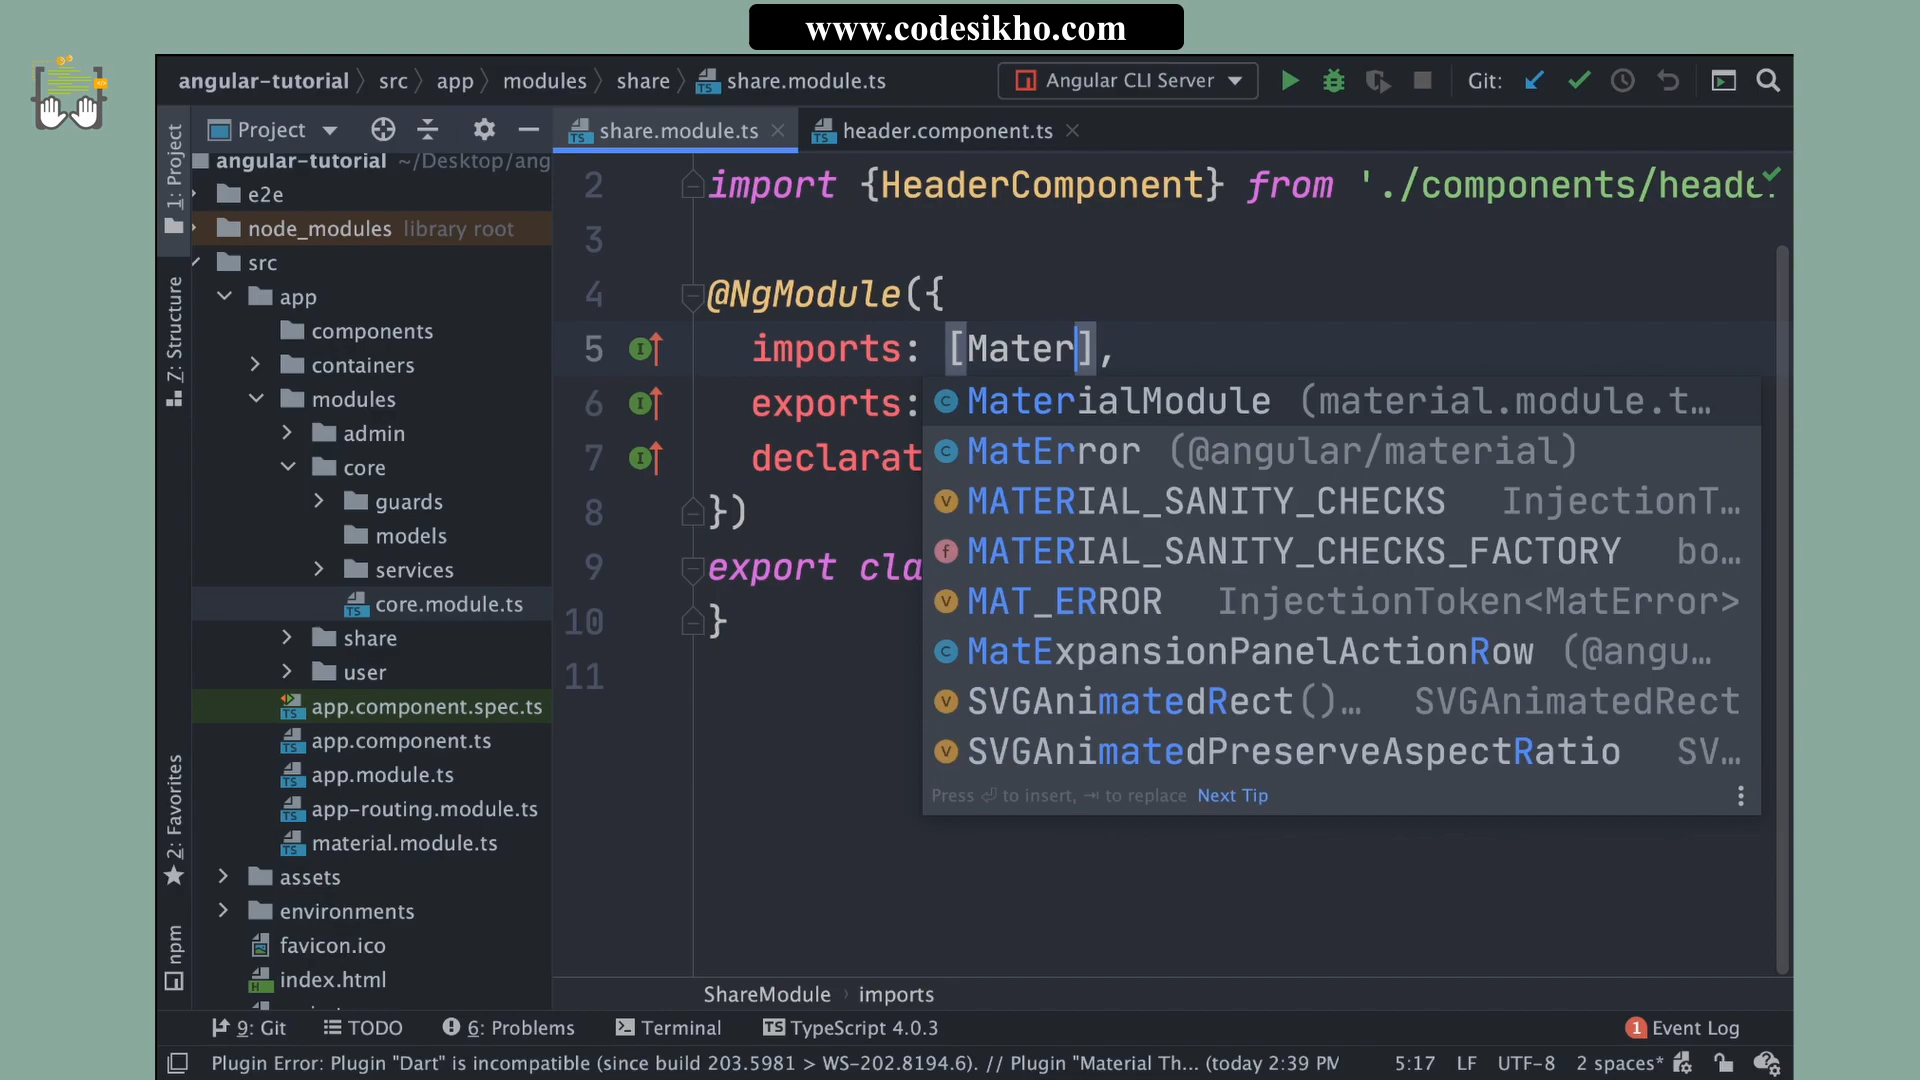 www.codesikho.com
angular-tutorial src app modules share share.module.ts Angular CLI Server Git:
1: Project
Project
share.module.ts header.component.ts
angular-tutorial ~/Desktop/ang
e2e
node_modules library root
src
app
components
containers
modules
admin
core
guards
models
services
core.module.ts
share
user
app.component.spec.ts
app.component.ts
app.module.ts
app-routing.module.ts
material.module.ts
assets
environments
favicon.ico
index.html
Z: Structure
2: Favorites
npm
2 import {HeaderComponent} from './components/heade
3
4 @NgModule({
5 imports: [Mater],
6 exports:
7 declarat
8 })
9 export cla
10 }
11
MaterialModule (material.module.t…
MatError (@angular/material)
MATERIAL_SANITY_CHECKS InjectionT…
MATERIAL_SANITY_CHECKS_FACTORY bo…
MAT_ERROR InjectionToken<MatError>
MatExpansionPanelActionRow (@angu…
SVGAnimatedRect()… SVGAnimatedRect
SVGAnimatedPreserveAspectRatio SV…
Press ⏎ to insert, ⇥ to replace Next Tip
ShareModule imports
9: Git TODO 6: Problems Terminal TypeScript 4.0.3 1 Event Log
Plugin Error: Plugin "Dart" is incompatible (since build 203.5981 > WS-202.8194.6). // Plugin "Material Th... (today 2:39 PM 5:17 LF UTF-8 2 spaces*